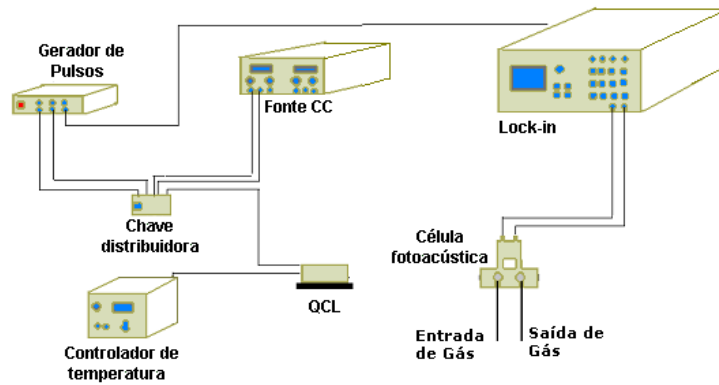 Gerador de
Pulsos
Fonte CC
Lock-in
Chave
distribuidora
Célula
fotoacústica
QCL
Controlador de
temperatura
Entrada
de Gás
Saída de
Gás